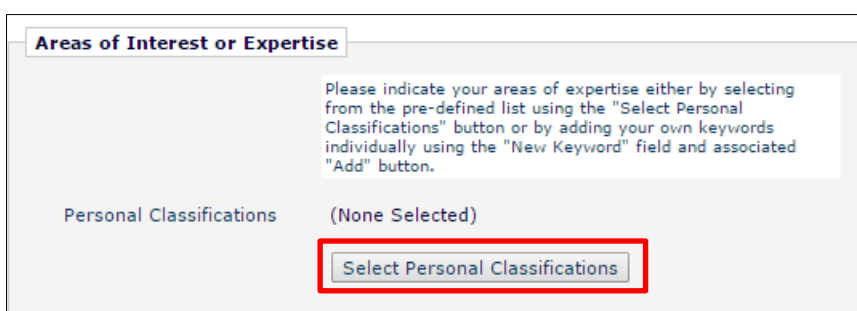 Areas of Interest or Expertise
Please indicate your areas of expertise either by selecting
from the pre-defined list using the "Select Personal
Classifications" button or by adding your own keywords
individually using the "New Keyword" field and associated
"Add" button.
Personal Classifications (None Selected)
Select Personal Classifications